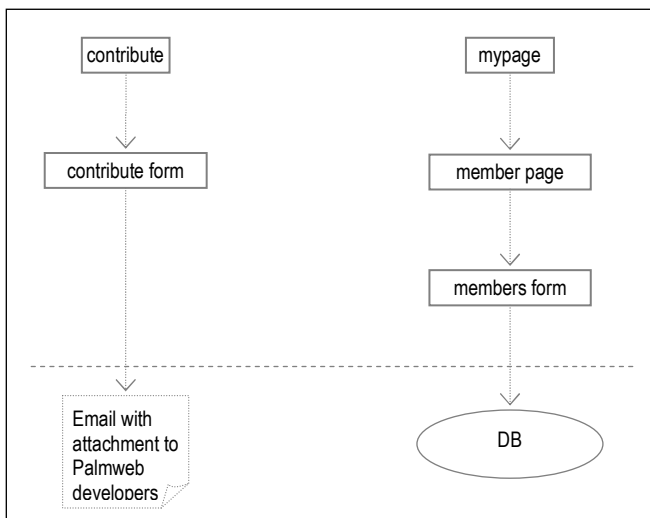 contribute
mypage
contribute form
member page
members form
Email with
attachment to
Palmweb
developers
DB